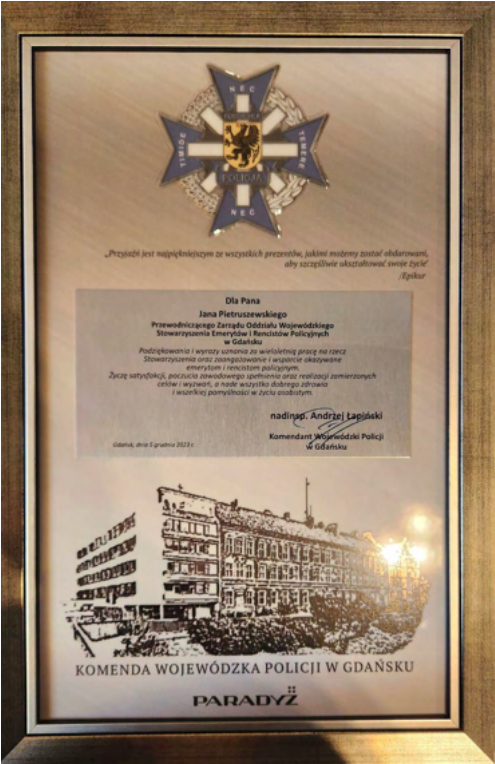 NEC
POMORSKA
TIMIDE
TEMERE
POLICJA
NEC
„Przyjaźń jest najpiękniejszym ze wszystkich prezentów, jakimi możemy zostać obdarowani,
aby szczęśliwie ukształtować swoje życie"
/Epikur
Dla Pana
Jana Pietruszewskiego
Przewodniczącego Zarządu Oddziału Wojewódzkiego
Stowarzyszenia Emerytów i Rencistów Policyjnych
w Gdańsku
Podziękowania i wyrazy uznania za wieloletnią pracę na rzecz
Stowarzyszenia oraz zaangażowanie i wsparcie okazywane
emerytom i rencistom policyjnym.
Życzę satysfakcji, poczucia zawodowego spełnienia oraz realizacji zamierzonych
celów i wyzwań, a nade wszystko dobrego zdrowia
i wszelkiej pomyślności w życiu osobistym.
nadinsp. Andrzej Łapiński
Komendant Wojewódzki Policji
w Gdańsku
Gdańsk, dnia 5 grudnia 2023 r.
KOMENDA WOJEWÓDZKA POLICJI W GDAŃSKU
PARADYŻ